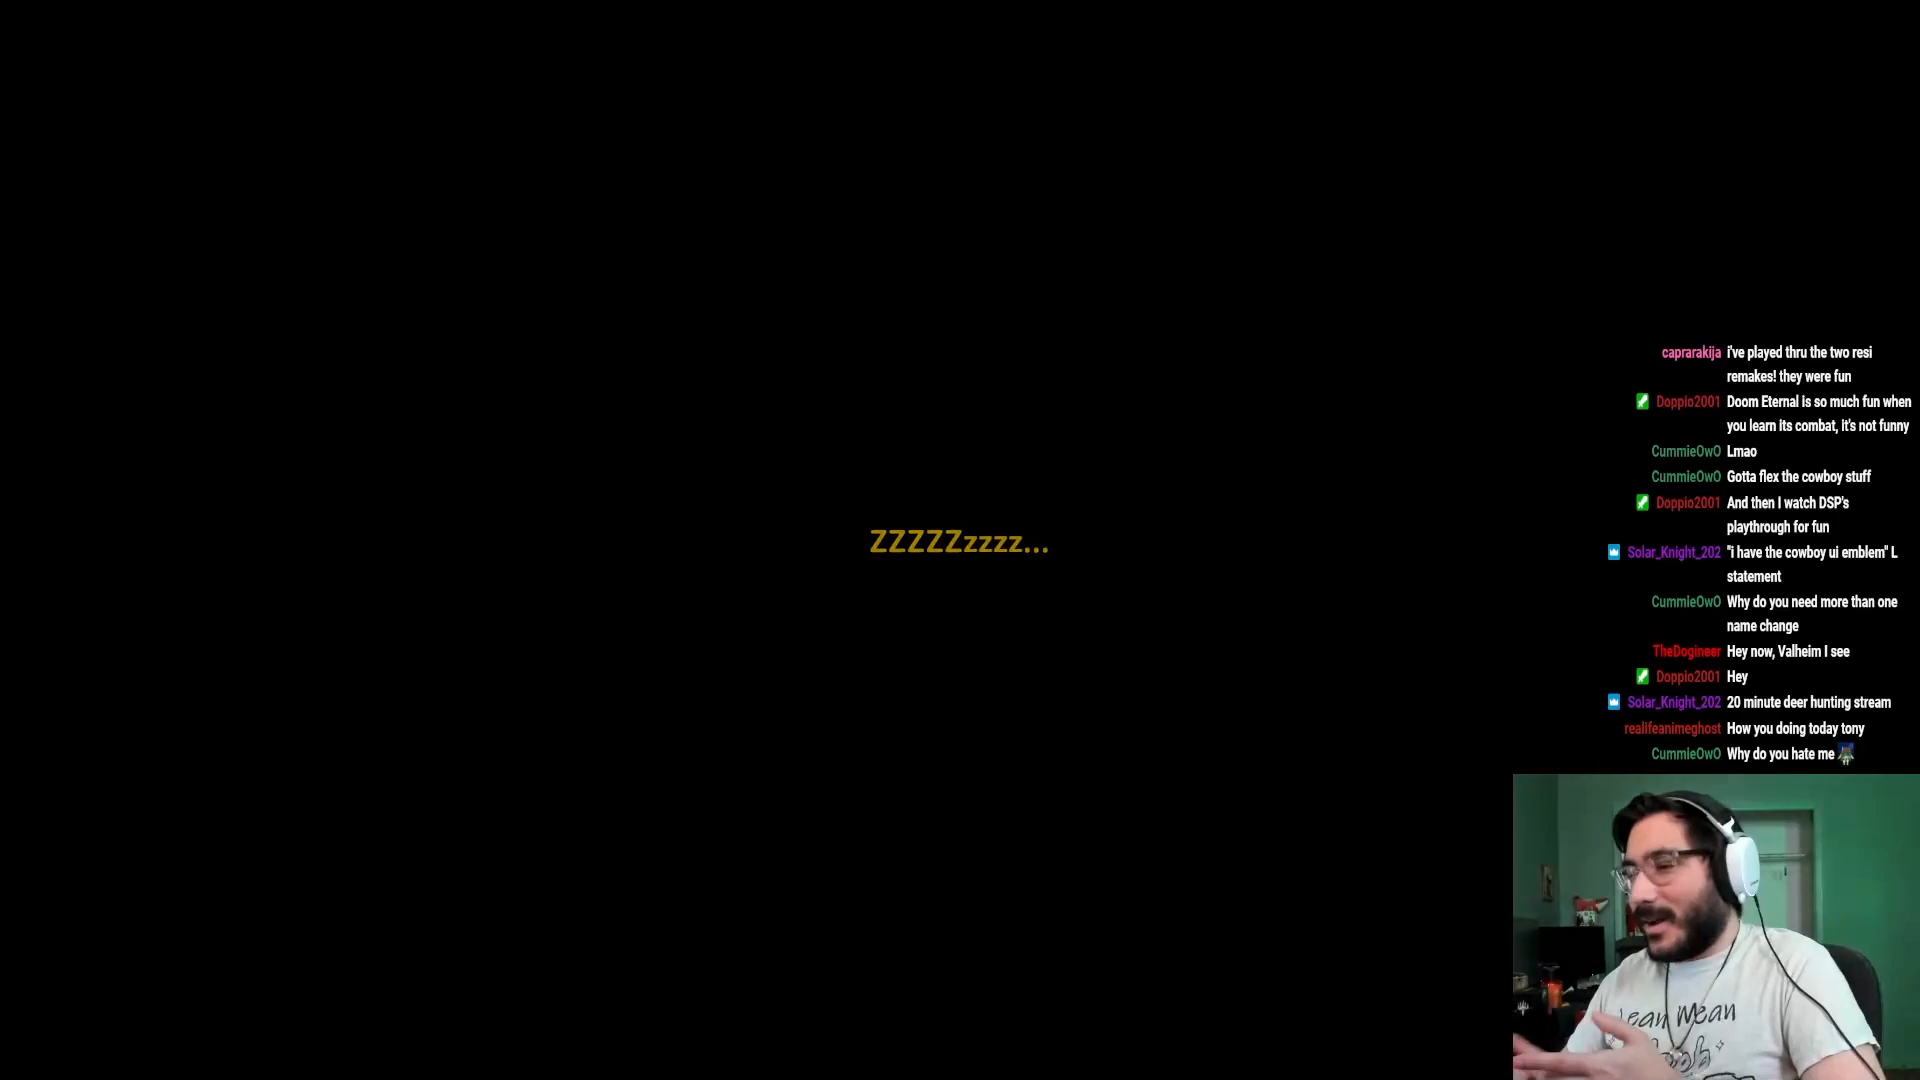 ZZZZZzzzz...
caprarakija i've played thru the two resi
remakes! they were fun
Doppio2001 Doom Eternal is so much fun when
you learn its combat, it's not funny
CummieOwO Lmao
CummieOwO Gotta flex the cowboy stuff
Doppio2001 And then I watch DSP's
playthrough for fun
Solar_Knight_202 "i have the cowboy ui emblem" L
statement
CummieOwO Why do you need more than one
name change
TheDogineer Hey now, Valheim I see
Doppio2001 Hey
Solar_Knight_202 20 minute deer hunting stream
realifeanimeghost How you doing today tony
CummieOwO Why do you hate me
Lean Mean